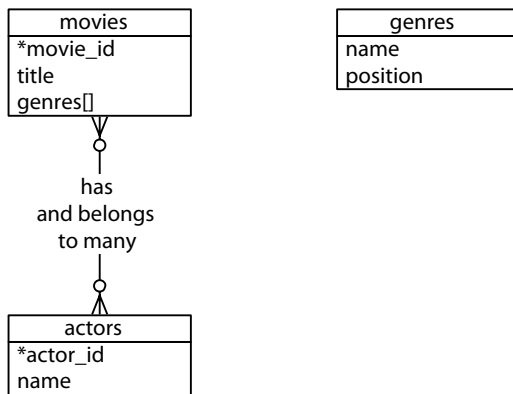 movies
*movie_id
title
genres[]
genres
name
position
has
and belongs
to many
actors
*actor_id
name